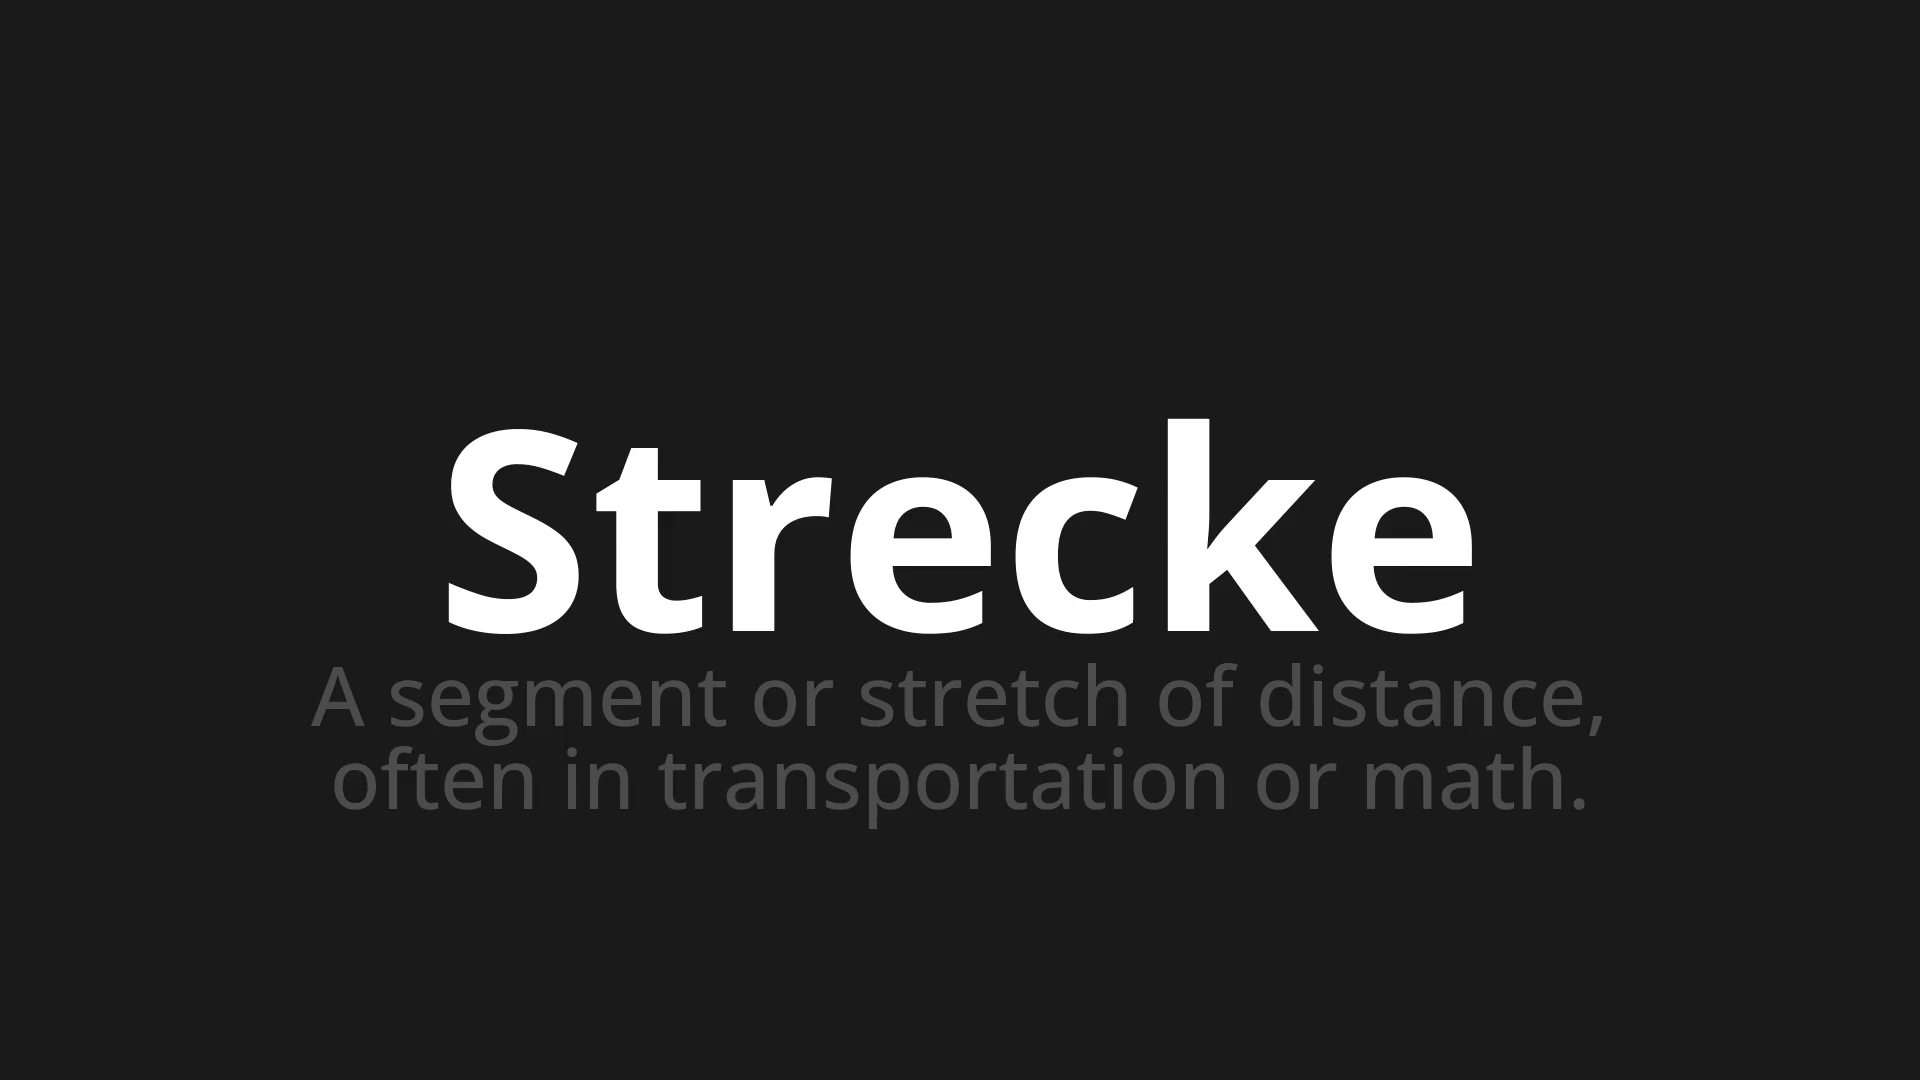 Strecke
A segment or stretch of distance,
often in transportation or math.